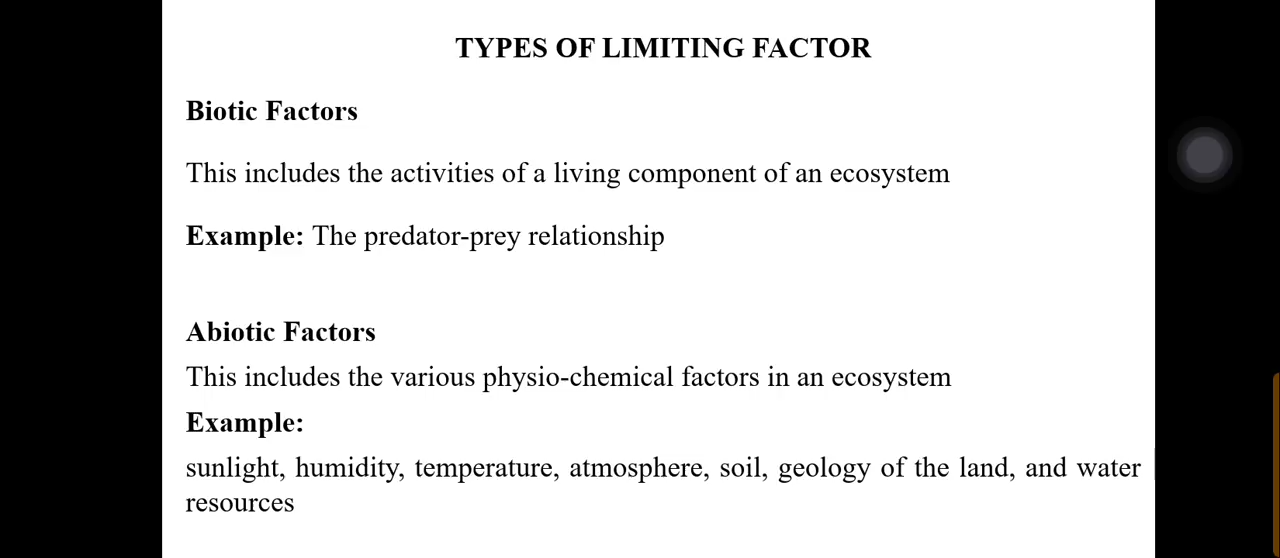 TYPES OF LIMITING FACTOR
Biotic Factors
This includes the activities of a living component of an ecosystem
Example: The predator-prey relationship
Abiotic Factors
This includes the various physio-chemical factors in an ecosystem
Example:
sunlight, humidity, temperature, atmosphere, soil, geology of the land, and water
resources